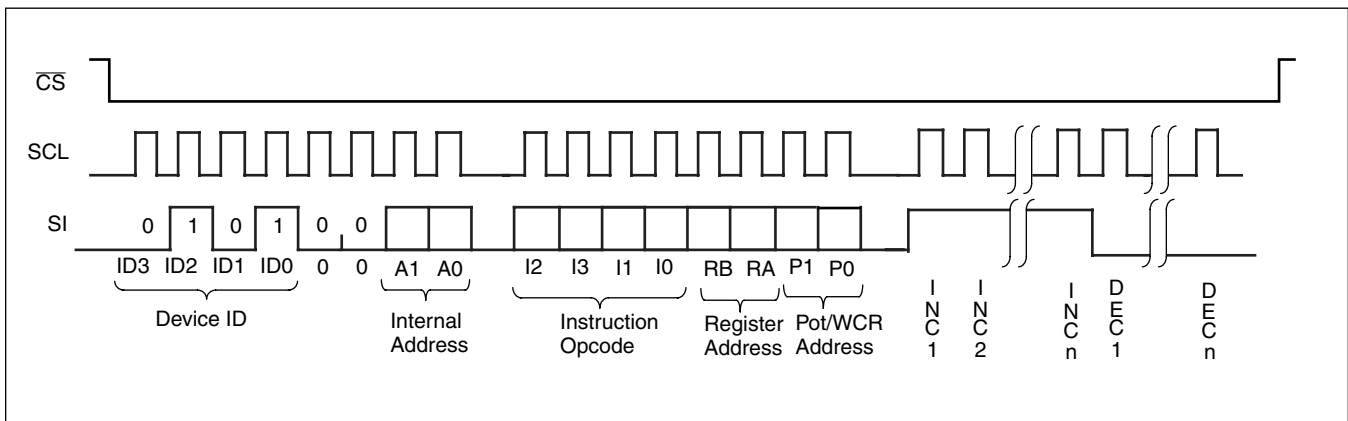 CS
SCL
SI
0 1 0 1 0 0
ID3 ID2 ID1 ID0 0 0 A1 A0 I2 I3 I1 I0 RB RA P1 P0
Device ID
Internal
Address
Instruction
Opcode
Register
Address
Pot/WCR
Address
INC1
INC2
INCn
DEC1
DECn